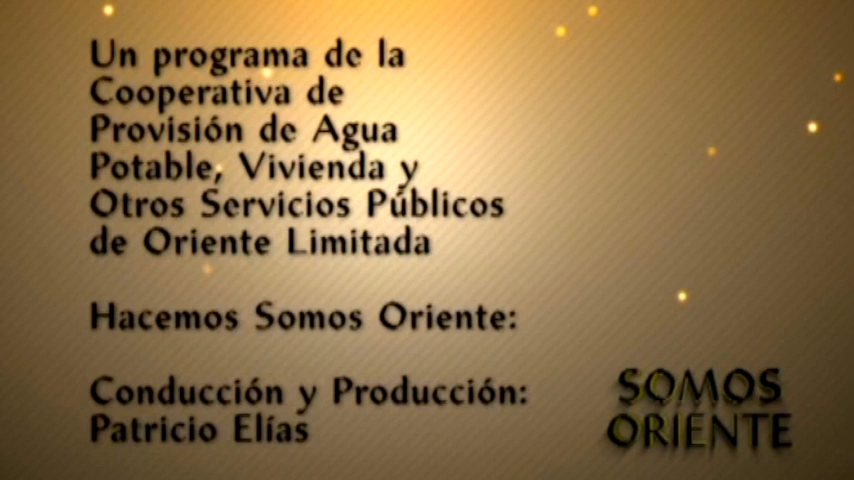 Un programa de la
Cooperativa de
Provisión de Agua
Potable, Vivienda y
Otros Servicios Públicos
de Oriente Limitada
Hacemos Somos Oriente:
Conducción y Producción:
Patricio Elías
SOMOS
ORIENTE